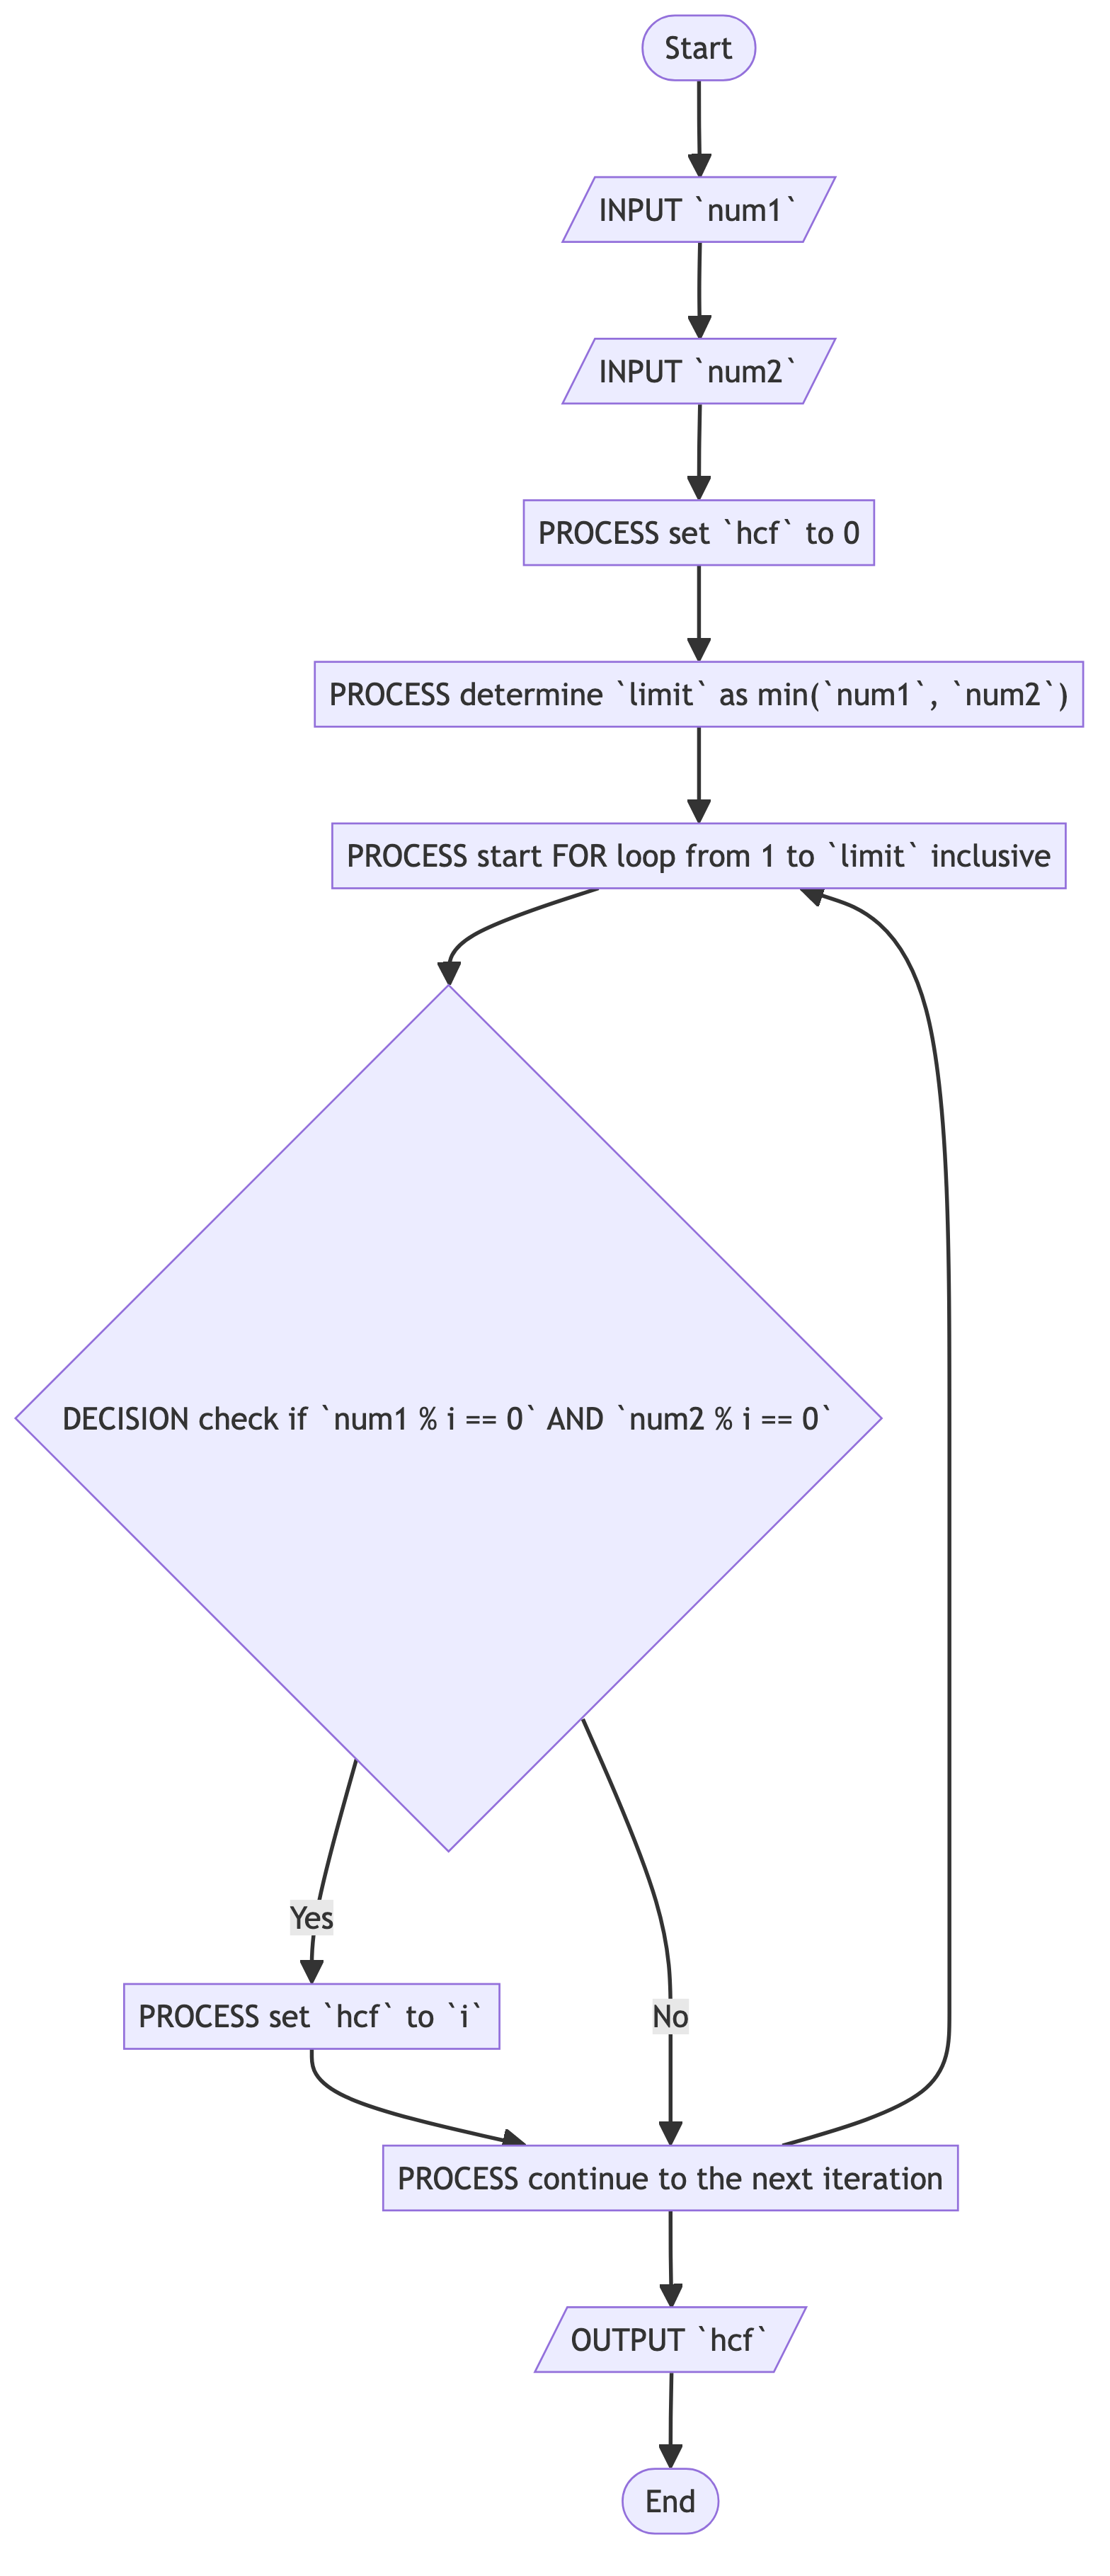 Start
INPUT `num1`
INPUT `num2`
PROCESS set `hcf` to 0
PROCESS determine `limit` as min(`num1`, `num2`)
PROCESS start FOR loop from 1 to `limit` inclusive
DECISION check if `num1 % i == 0` AND `num2 % i == 0`
Yes
PROCESS set `hcf` to `i`
No
PROCESS continue to the next iteration
OUTPUT `hcf`
End